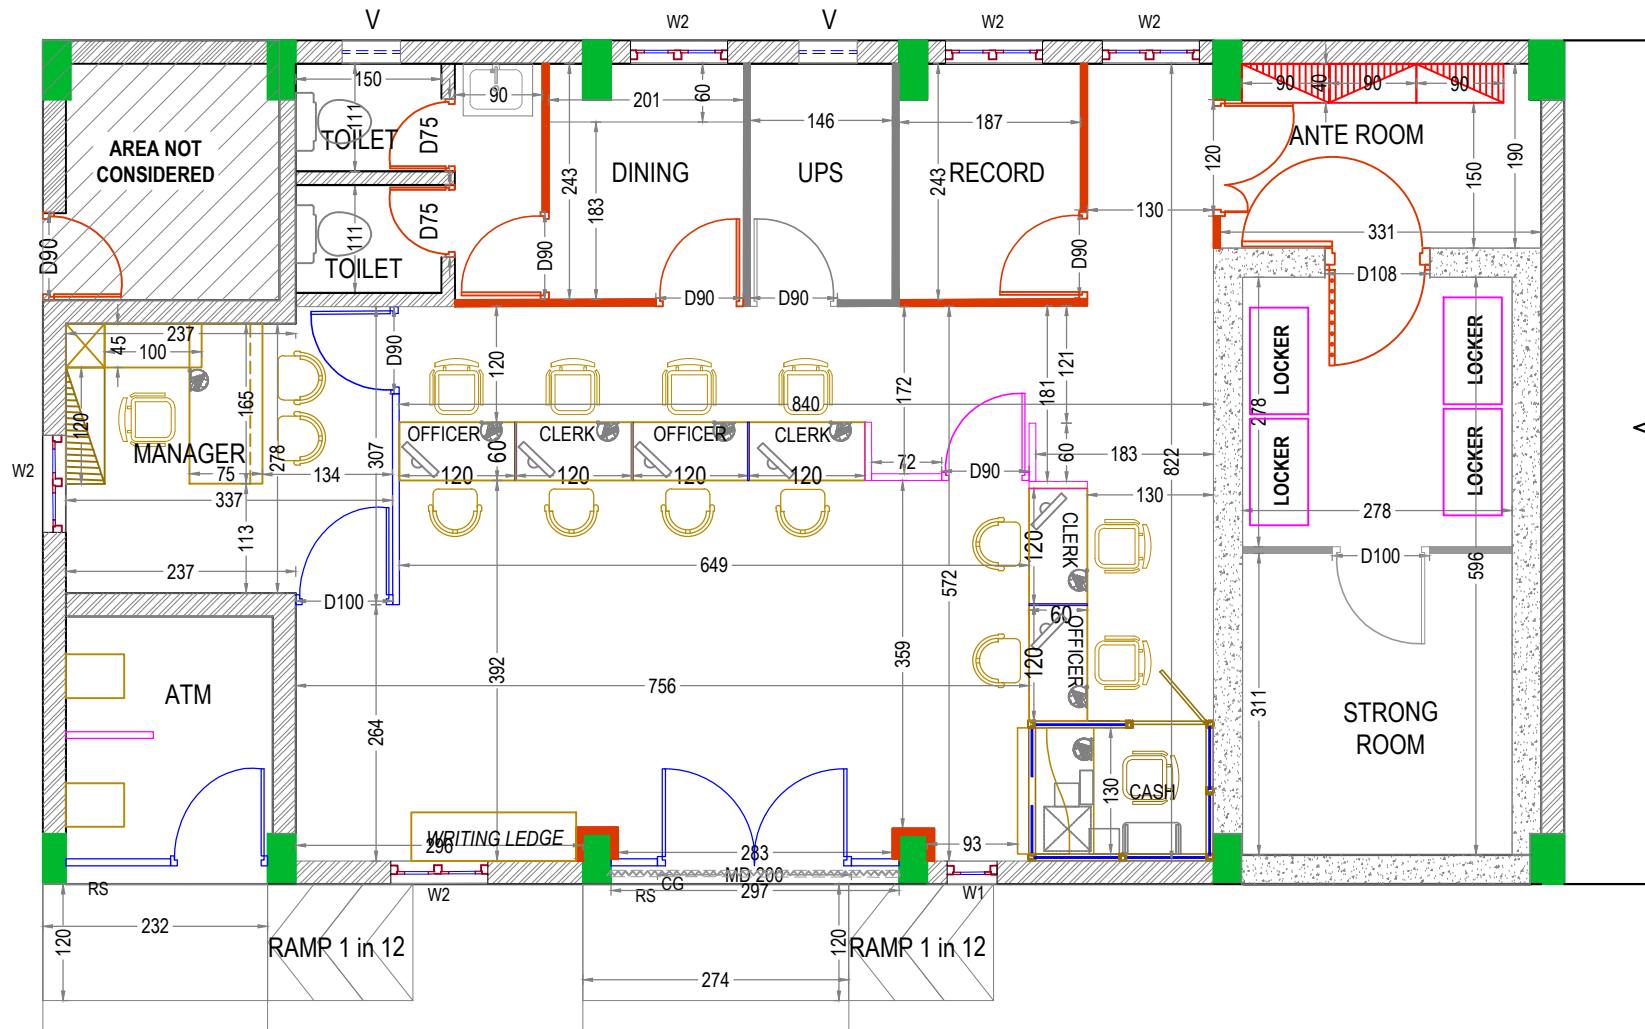 V
W2
V
W2
W2
150
90
201
60
146
187
90
40
90
90
AREA NOT
CONSIDERED
111
TOILET
D75
DINING
UPS
RECORD
120
ANTE ROOM
243
183
243
150
190
D90
111
TOILET
D75
D90
D90
D90
D90
130
331
D108
237
45
100
D90
120
172
181
121
LOCKER
LOCKER
840
120
165
278
307
OFFICER
CLERK
OFFICER
CLERK
60
MANAGER
75
134
120
120
120
120
72
D90
60
183
822
278
LOCKER
LOCKER
W2
337
130
113
CLERK
120
278
237
649
572
D100
596
D100
60
OFFICER
120
392
359
ATM
756
264
311
STRONG
ROOM
130
CASH
WRITING LEDGE
296
283
93
MD 200
CG
RS
W2
RS
297
W1
232
120
RAMP 1 in 12
120
RAMP 1 in 12
274